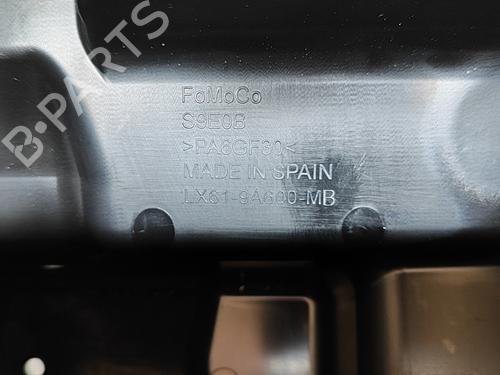 B-PARTS
FoMoCo
S9E0B
>PA6GF30<
MADE IN SPAIN
LX61-9A600-MB